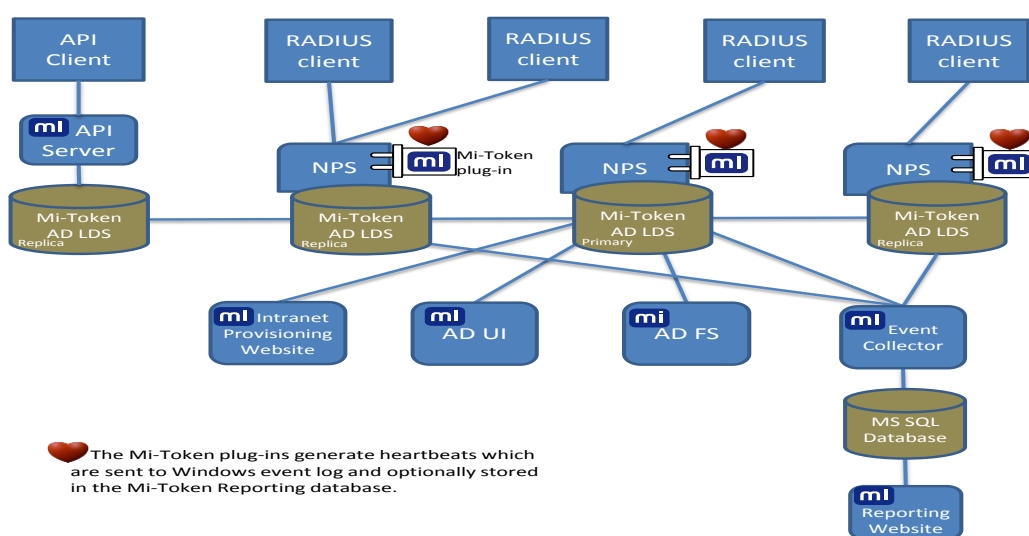 API
Client
RADIUS
client
RADIUS
client
RADIUS
client
RADIUS
client
mI API
Server
NPS
mI
Mi-Token
plug-in
NPS
mI
NPS
mI
Mi-Token
AD LDS
Replica
Mi-Token
AD LDS
Replica
Mi-Token
AD LDS
Primary
Mi-Token
AD LDS
Replica
mI Intranet
Provisioning
Website
mI
AD UI
mi
AD FS
mI Event
Collector
MS SQL
Database
mI
Reporting
Website
The Mi-Token plug-ins generate heartbeats which
are sent to Windows event log and optionally stored
in the Mi-Token Reporting database.